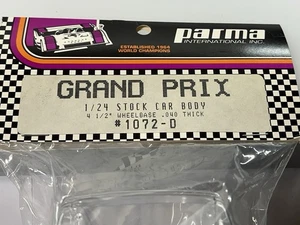 parma
INTERNATIONAL INC.
ESTABLISHED 1964
WORLD CHAMPIONS
GRAND PRIX
1/24 STOCK CAR BODY
4 1/2" WHEELBASE .040 THICK
#1072-D